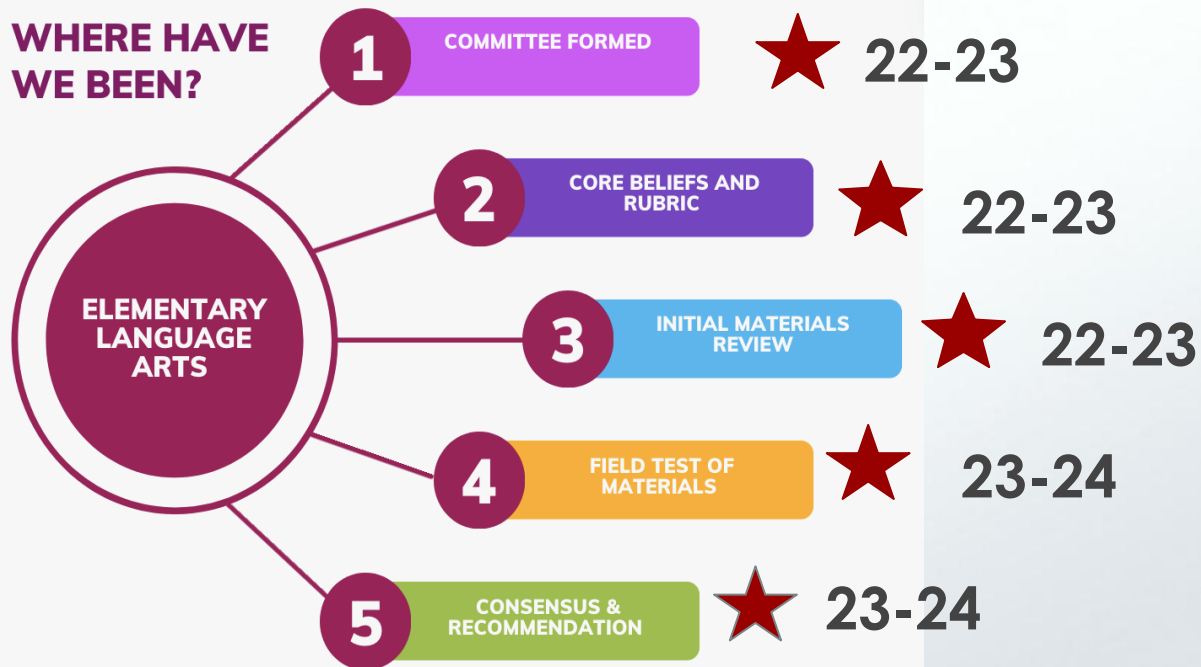 WHERE HAVE
WE BEEN?
1
COMMITTEE FORMED
22-23
2
CORE BELIEFS AND
RUBRIC
22-23
ELEMENTARY
LANGUAGE
ARTS
3
INITIAL MATERIALS
REVIEW
22-23
4
FIELD TEST OF
MATERIALS
23-24
5
CONSENSUS &
RECOMMENDATION
23-24